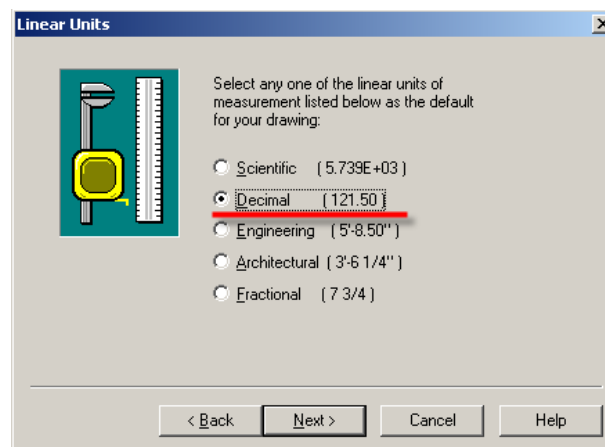 Linear Units
Select any one of the linear units of
measurement listed below as the default
for your drawing:
Scientific ( 5.739E+03 )
Decimal ( 121.50 )
Engineering ( 5'-8.50" )
Architectural ( 3'-6 1/4" )
Fractional ( 7 3/4 )
< Back Next > Cancel Help